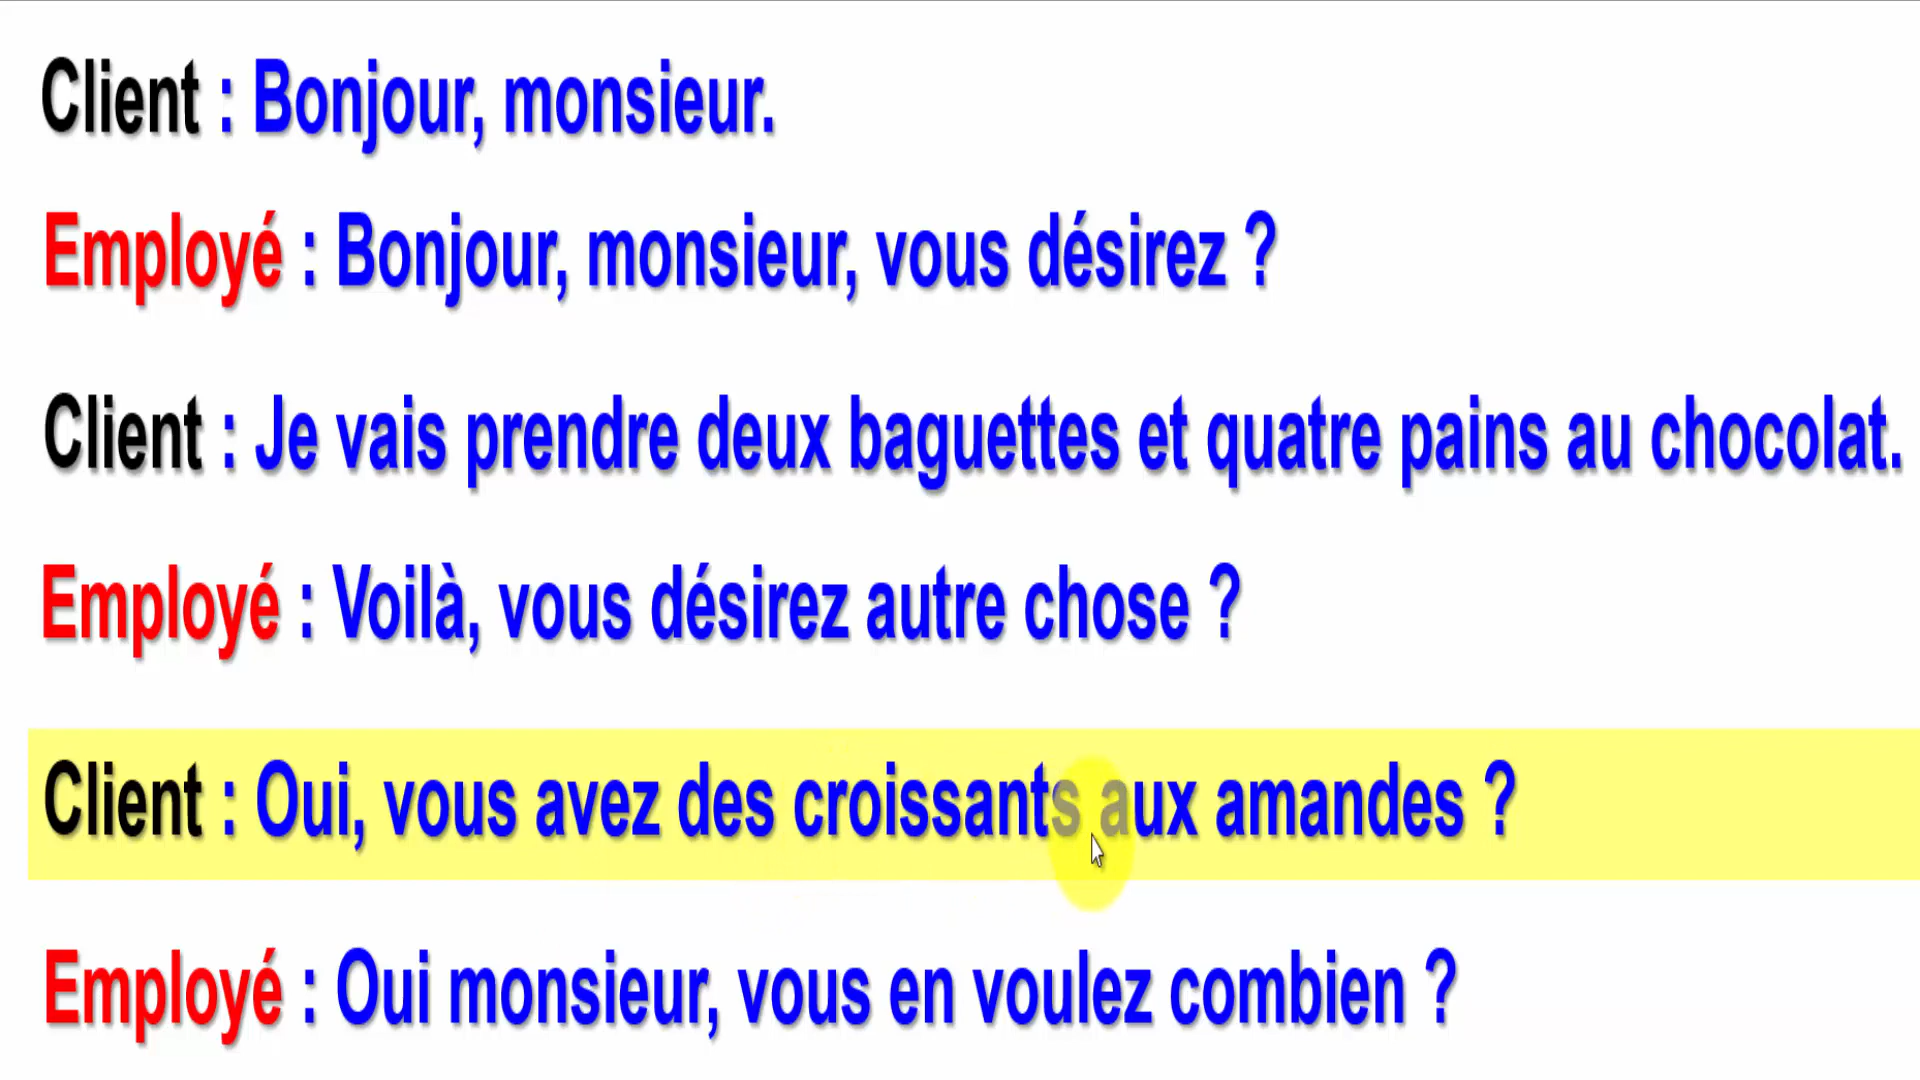 Client : Bonjour, monsieur.
Employé : Bonjour, monsieur, vous désirez ?
Client : Je vais prendre deux baguettes et quatre pains au chocolat.
Employé : Voilà, vous désirez autre chose ?
Client : Oui, vous avez des croissants aux amandes ?
Employé : Oui monsieur, vous en voulez combien ?